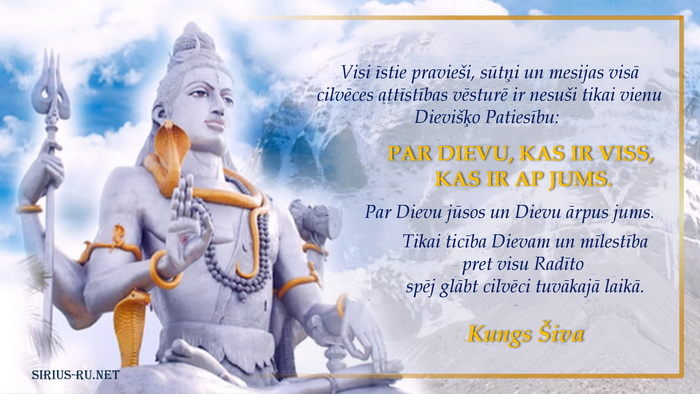 Visi īstie pravieši, sūtņi un mesijas visā
cilvēces attīstības vēsturē ir nesuši tikai vienu
Dievišķo Patiesību:
PAR DIEVU, KAS IR VISS,
KAS IR AP JUMS.
Par Dievu jūsos un Dievu ārpus jums.
Tikai ticība Dievam un mīlestība
pret visu Radīto
spēj glābt cilvēci tuvākajā laikā.
Kungs Šiva
SIRIUS-RU.NET